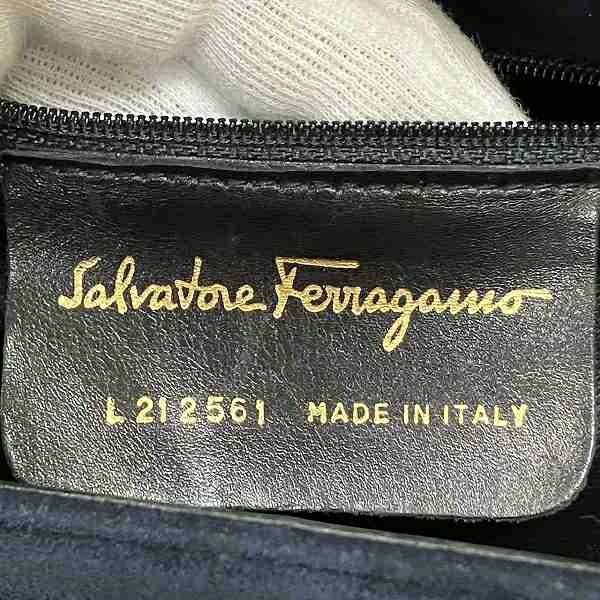 Salvatore Ferragamo
L 21 2561 MADE IN ITALY